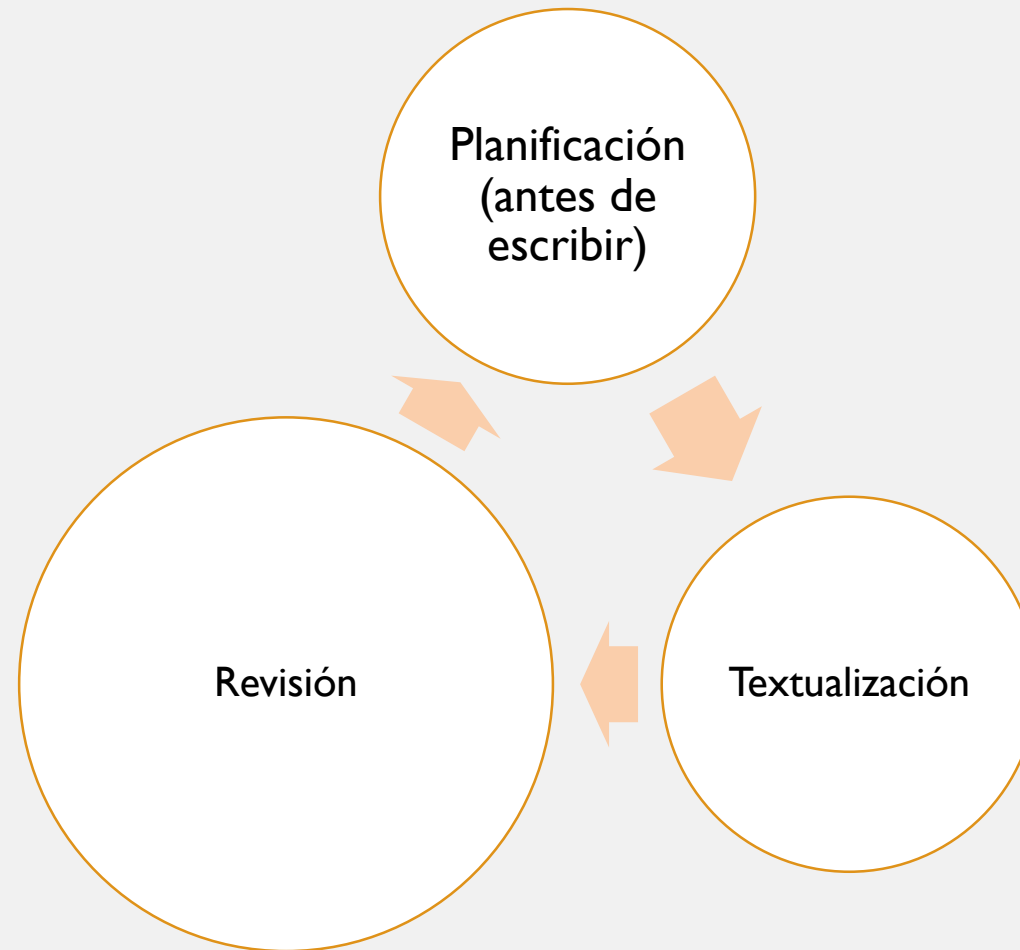 Planificación
(antes de
escribir)
Textualización
Revisión